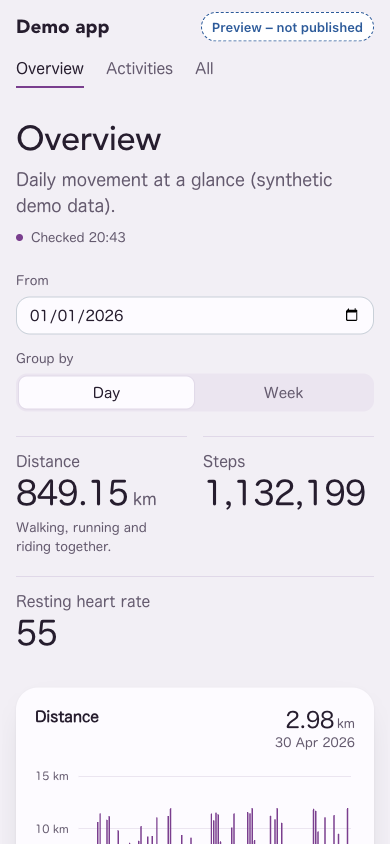 Demo app
Preview – not published
Overview
Activities
All
Overview
Daily movement at a glance (synthetic
demo data).
Checked 20:43
From
01/01/2026
Group by
Day
Week
Distance
849.15 km
Walking, running and
riding together.
Steps
1,132,199
Resting heart rate
55
Distance
2.98 km
30 Apr 2026
15 km
10 km